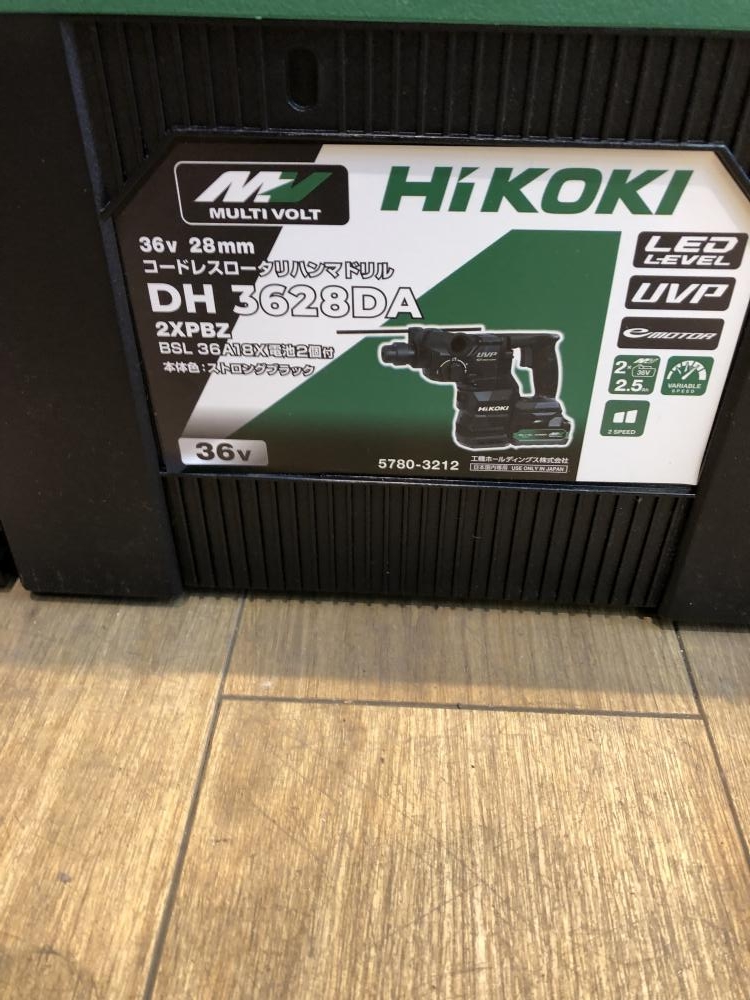 MULTI VOLT
HiKOKI
36v 28mm
コードレスロータリハンマドリル
DH 3628DA
2XPBZ
BSL 36A18X電池2個付
本体色：ストロングブラック
36v
LED
LEVEL
UVP
eMOTOR
2× 36V
2.5Ah
VARIABLE
SPEED
2 SPEED
UVP
HiKOKI
5780-3212
工機ホールディングス株式会社
日本国内専用 USE ONLY IN JAPAN